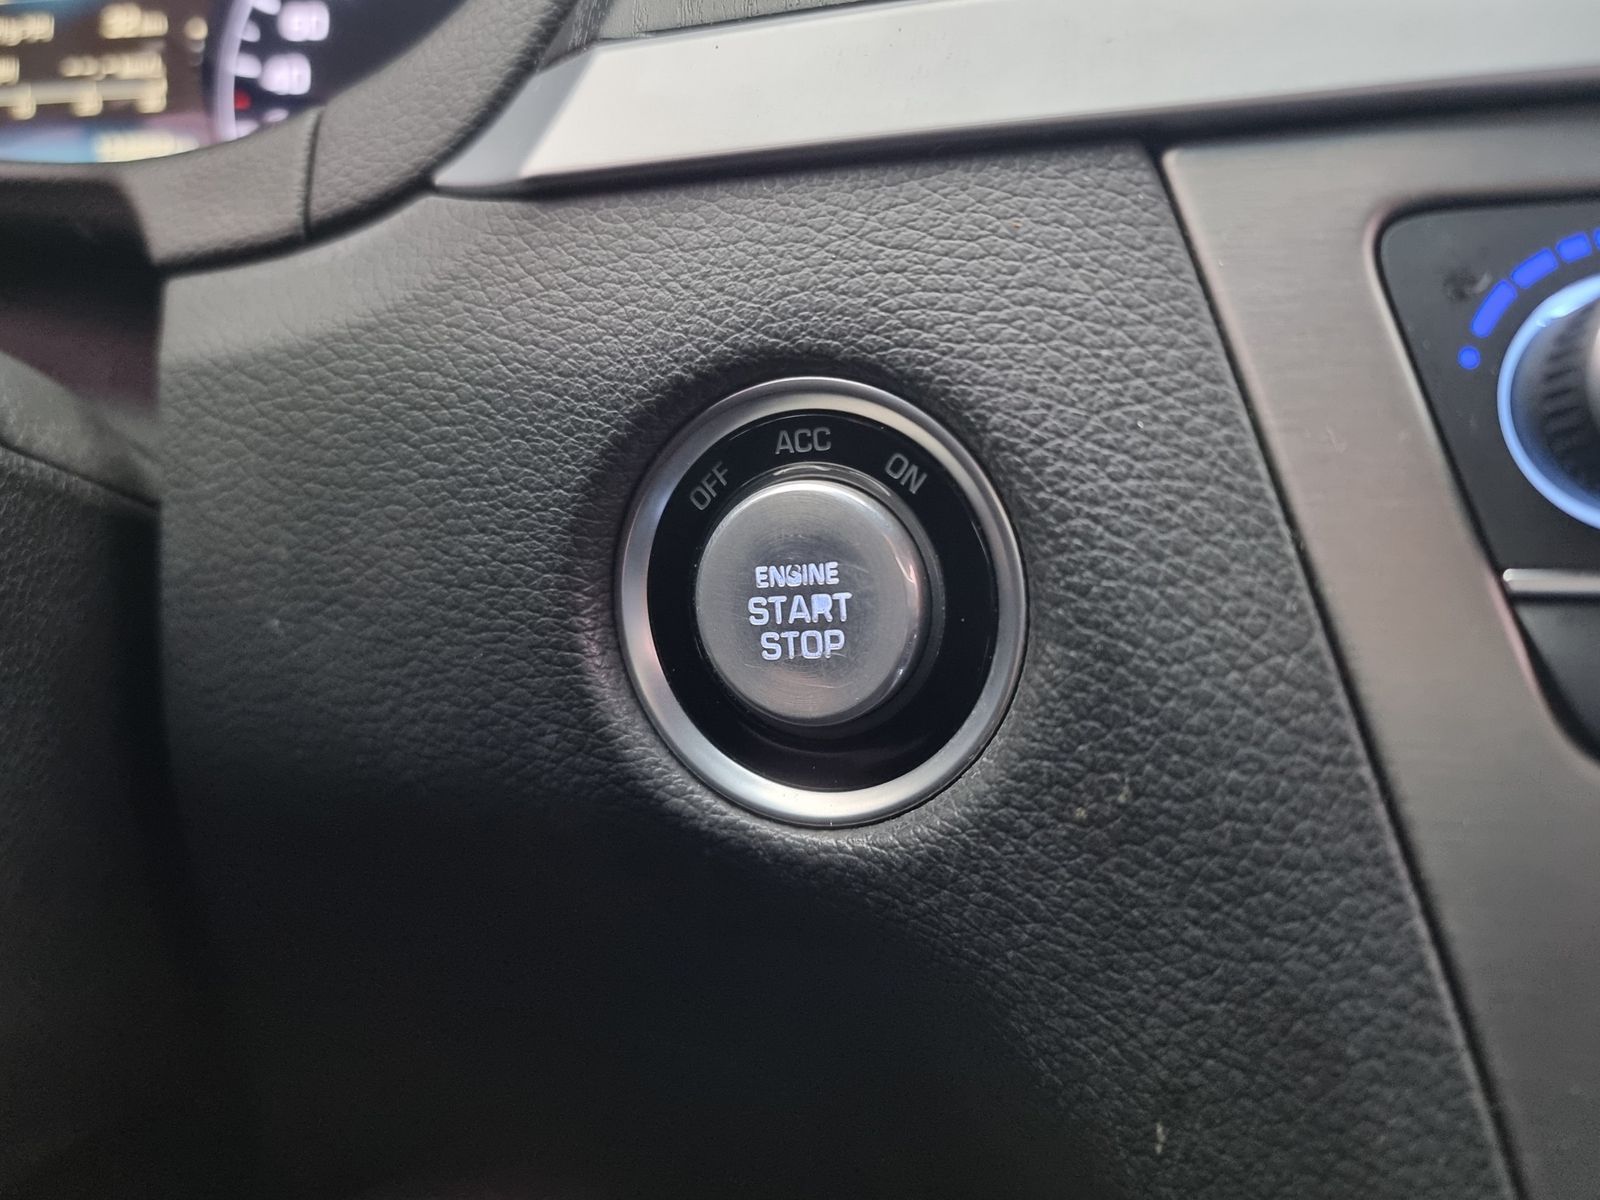 OFF ACC ON
ENGINE
START
STOP